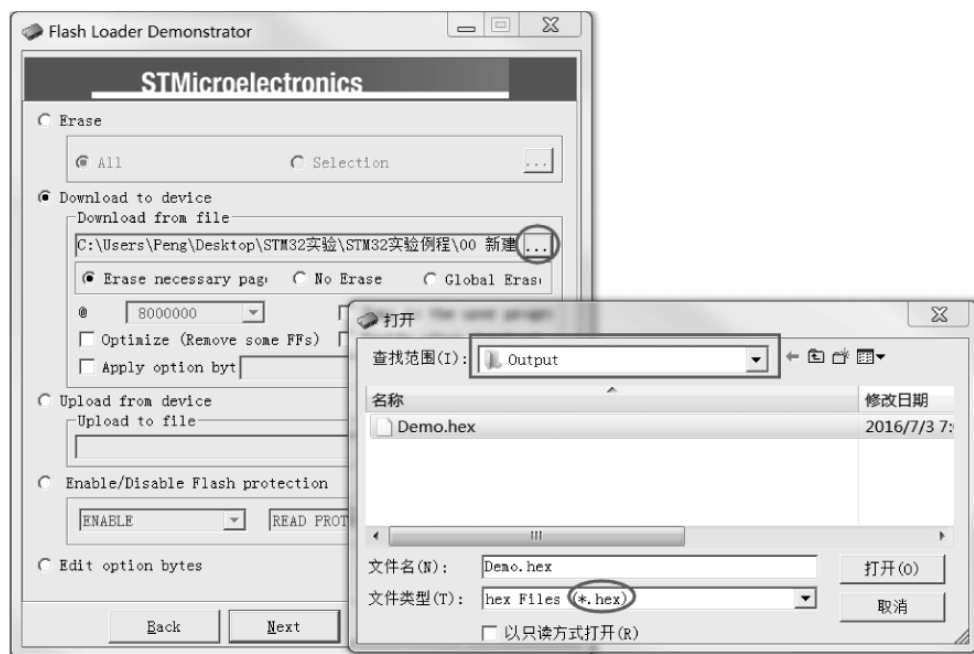 Flash Loader Demonstrator
STMicroelectronics
Erase
All
Selection
...
Download to device
Download from file
C:\Users\Peng\Desktop\STM32实验\STM32实验例程\00 新建
...
Erase necessary pag
No Erase
Global Eras
@
8000000
Optimize (Remove some FFs)
Apply option byt
Upload from device
Upload to file
Enable/Disable Flash protection
ENABLE
READ PROT
Edit option bytes
Back
Next
打开
查找范围(I):
Output
名称
修改日期
Demo.hex
2016/7/3 7:
文件名(N):
Demo.hex
打开(O)
文件类型(T):
hex Files (*.hex)
取消
以只读方式打开(R)